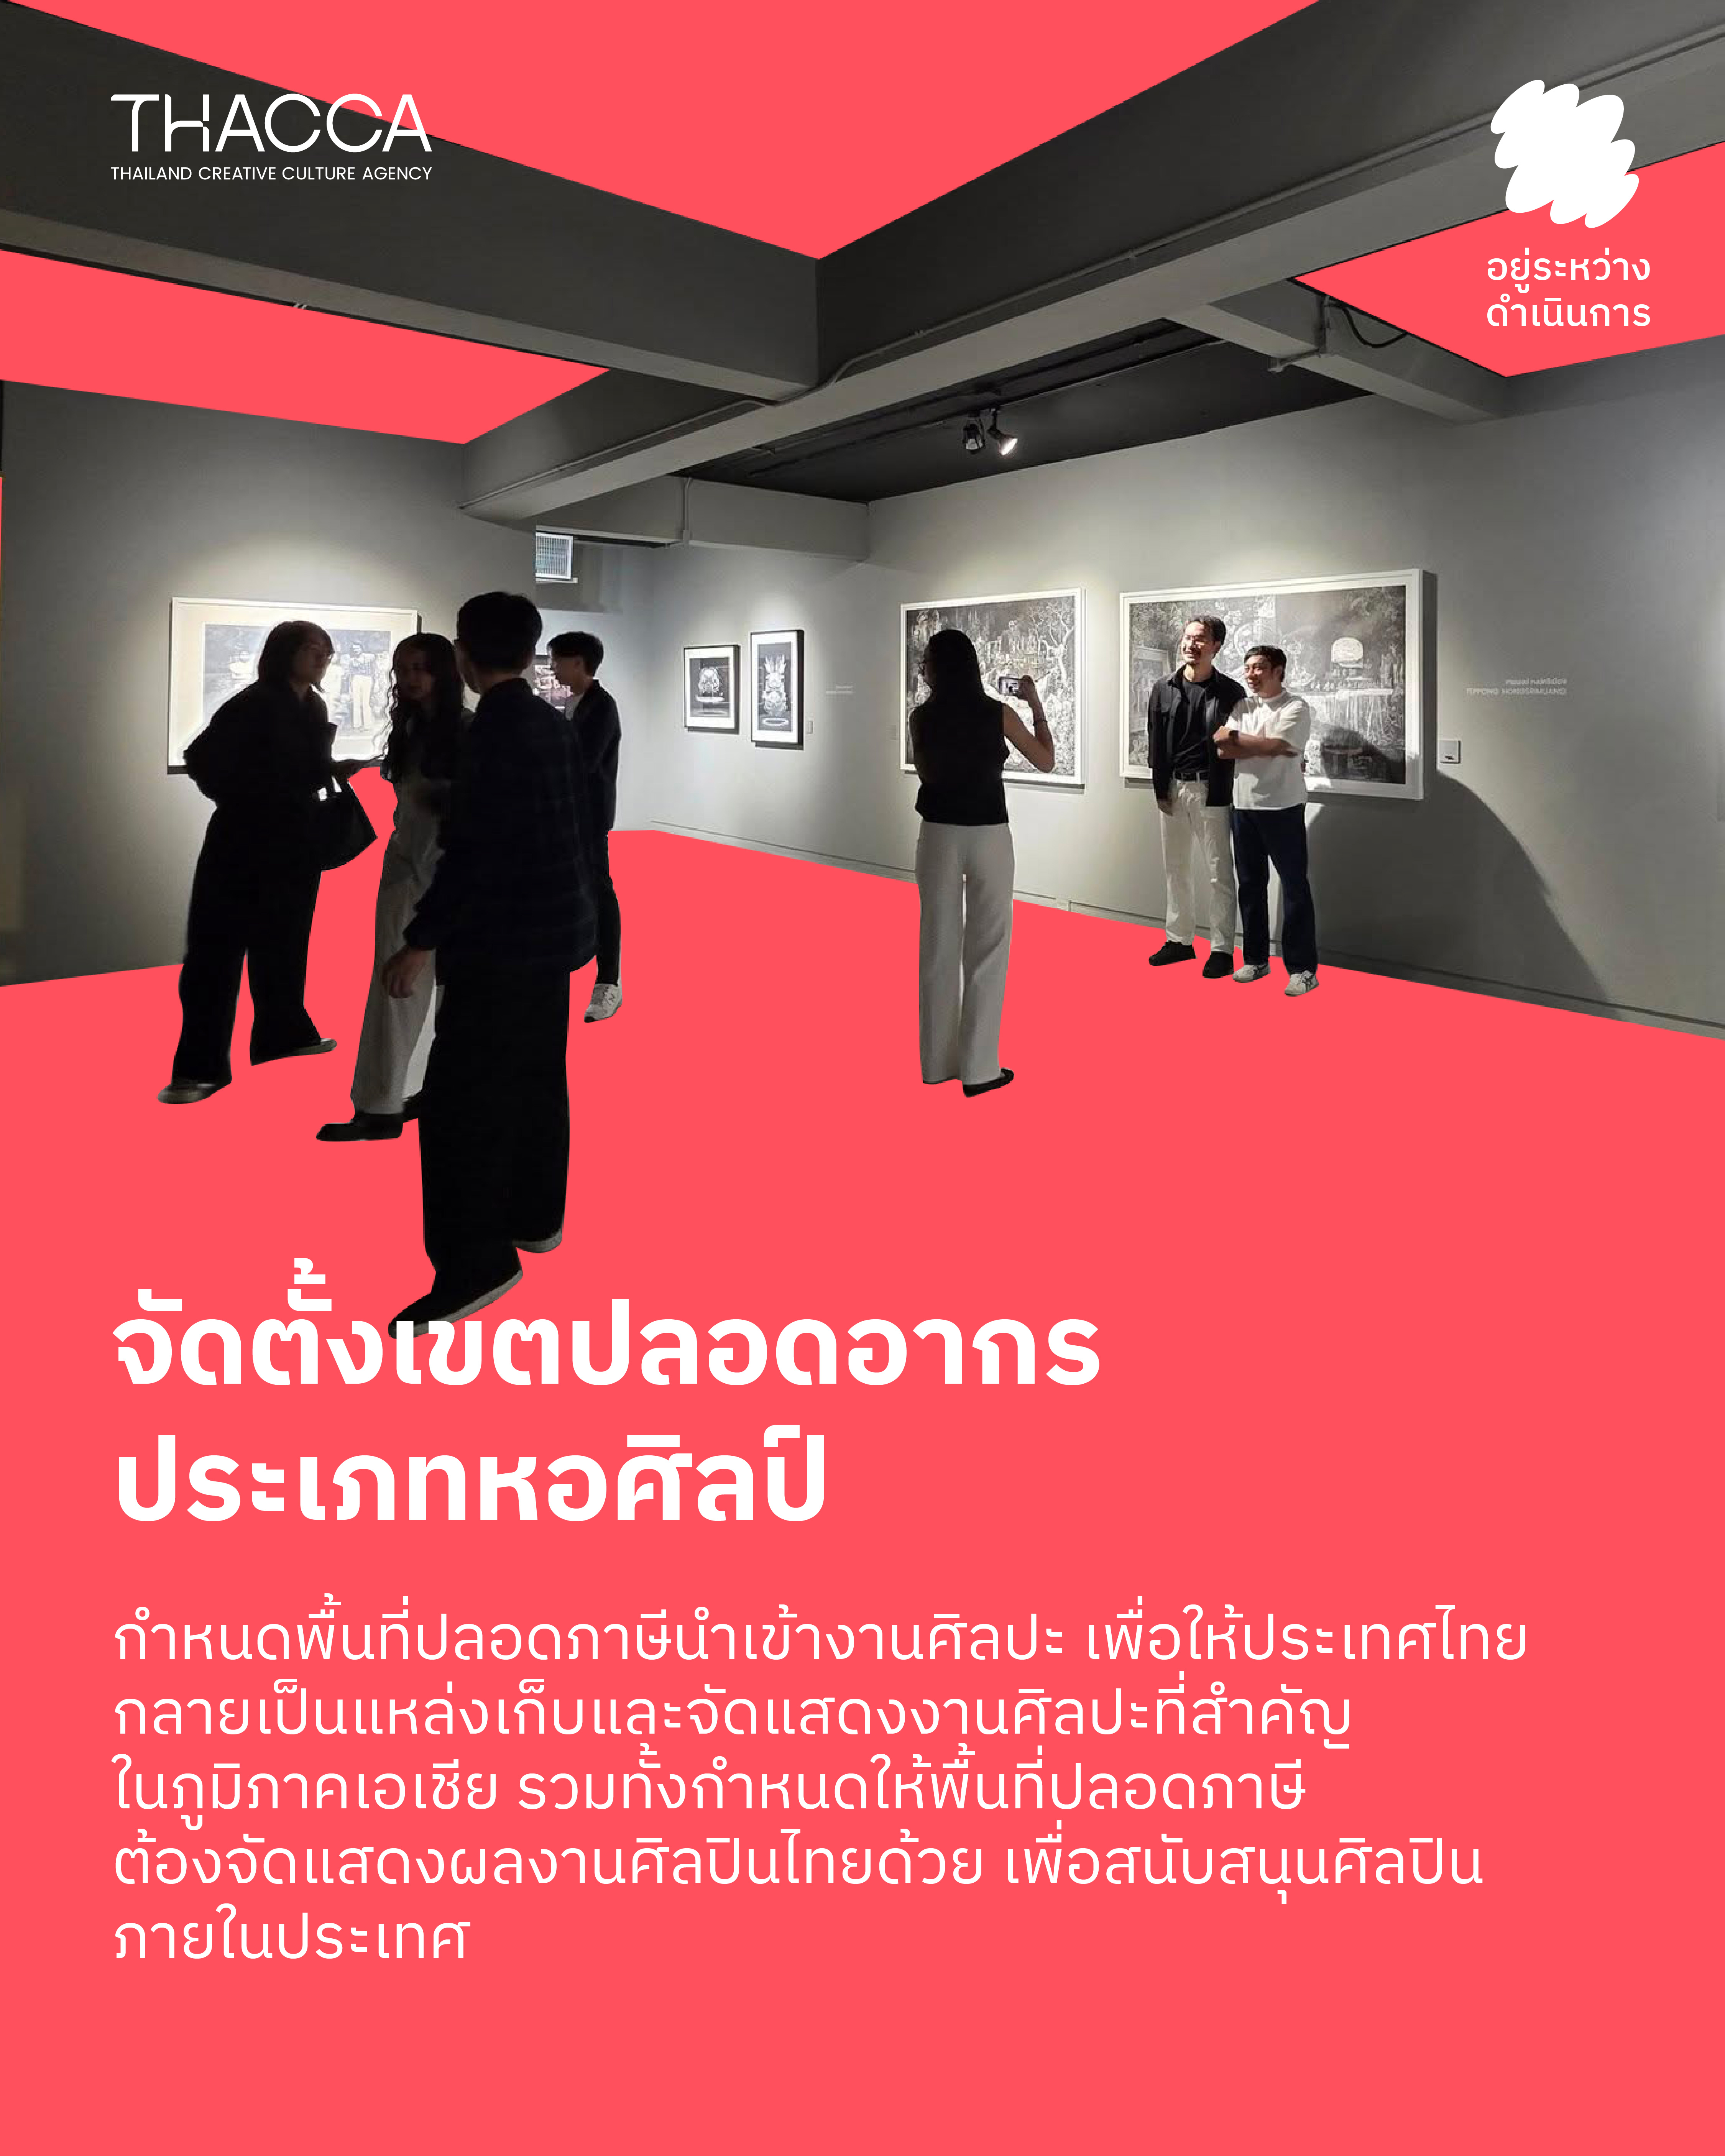 THACCA
THAILAND CREATIVE CULTURE AGENCY
อยู่ระหว่าง
ดำเนินการ
จัดตั้งเขตปลอดอากร
ประเภทหอศิลป์
กำหนดพื้นที่ปลอดภาษีนำเข้างานศิลปะ เพื่อให้ประเทศไทย
กลายเป็นแหล่งเก็บและจัดแสดงงานศิลปะที่สำคัญ
ในภูมิภาคเอเชีย รวมทั้งกำหนดให้พื้นที่ปลอดภาษี
ต้องจัดแสดงผลงานศิลปินไทยด้วย เพื่อสนับสนุนศิลปิน
ภายในประเทศ